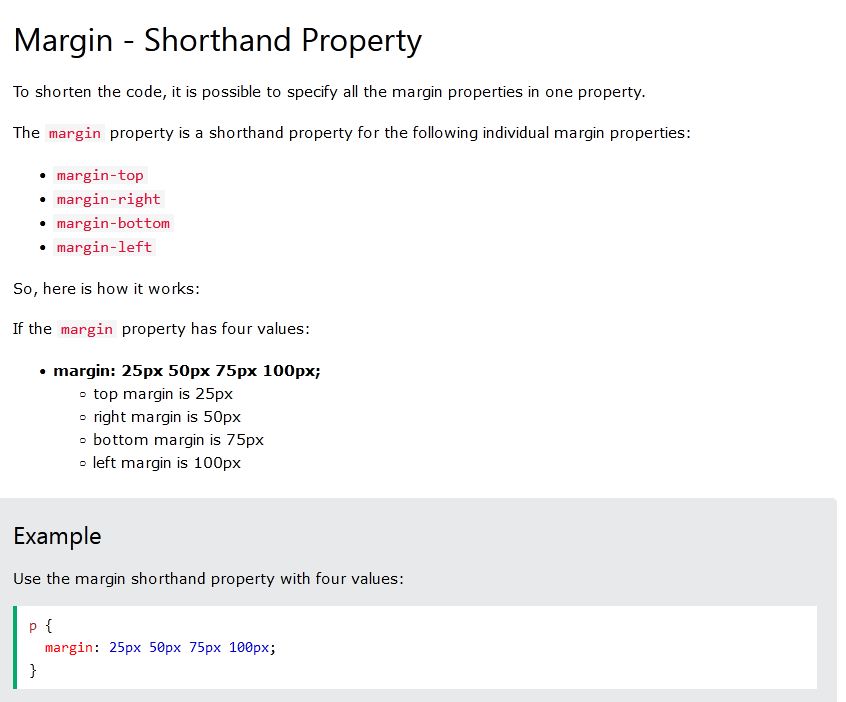 Margin - Shorthand Property
To shorten the code, it is possible to specify all the margin properties in one property.
The margin property is a shorthand property for the following individual margin properties:
• margin-top
• margin-right
• margin-bottom
• margin-left
So, here is how it works:
If the margin property has four values:
• margin: 25px 50px 75px 100px;
○ top margin is 25px
○ right margin is 50px
○ bottom margin is 75px
○ left margin is 100px
Example
Use the margin shorthand property with four values:
p {
  margin: 25px 50px 75px 100px;
}